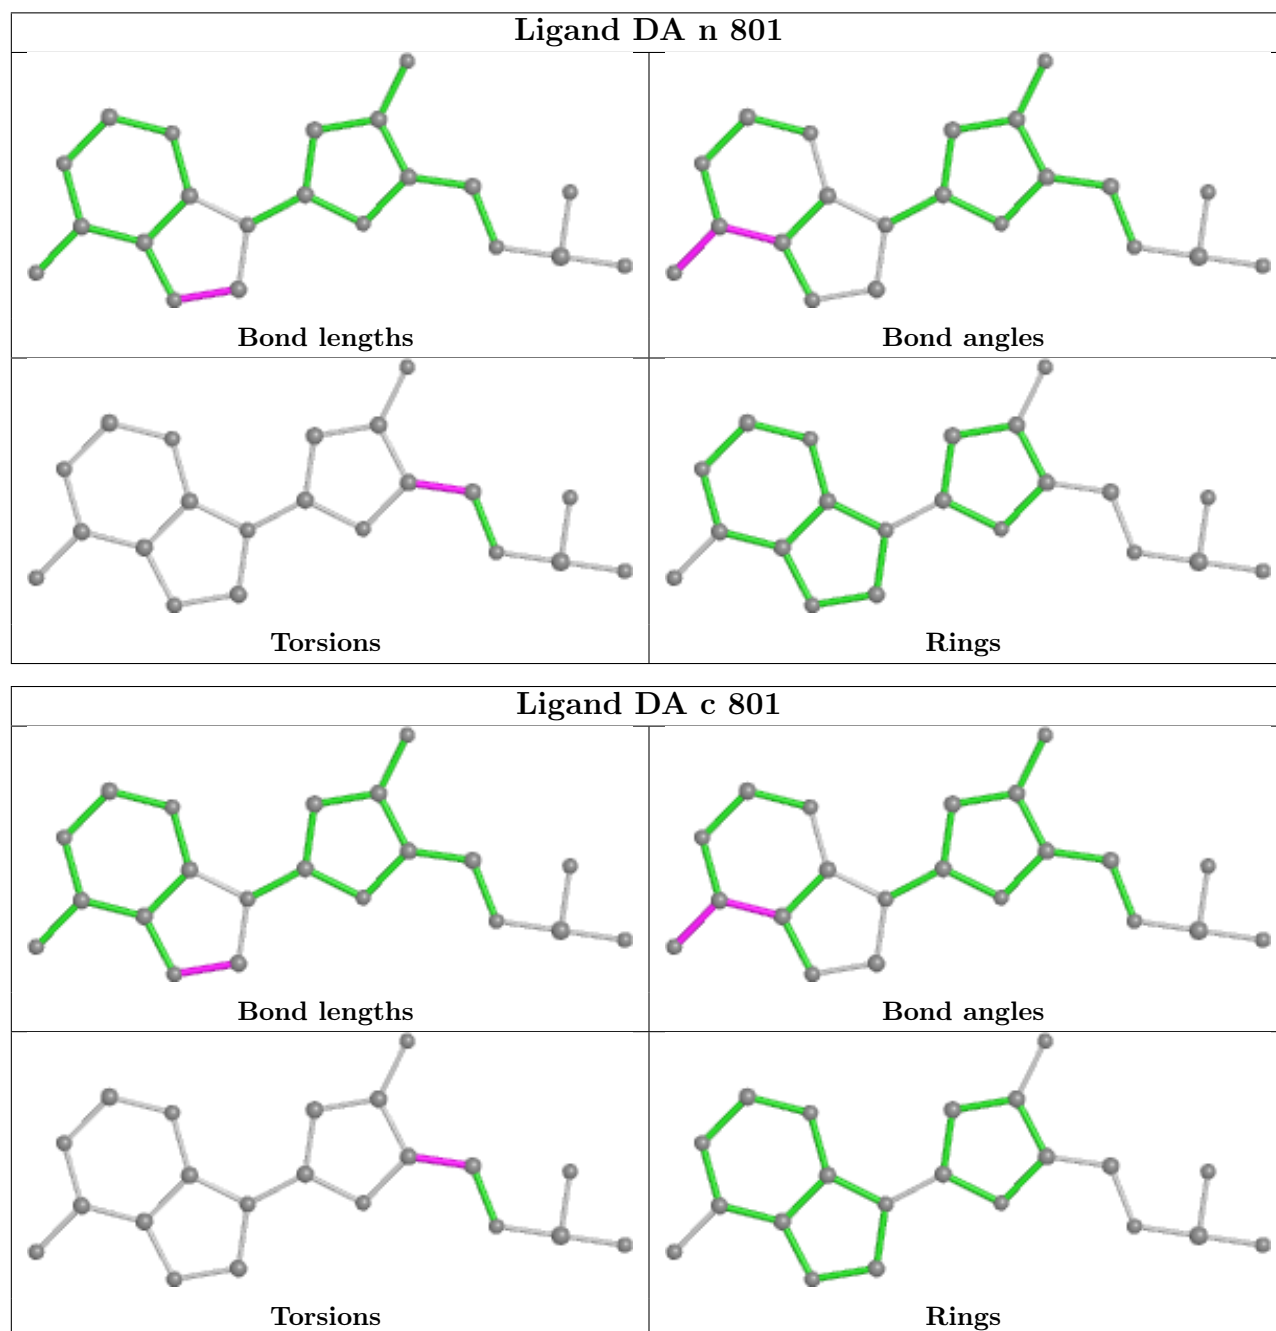 Ligand DA n 801
Bond lengths
Bond angles
Torsions
Rings
Ligand DA c 801
Bond lengths
Bond angles
Torsions
Rings